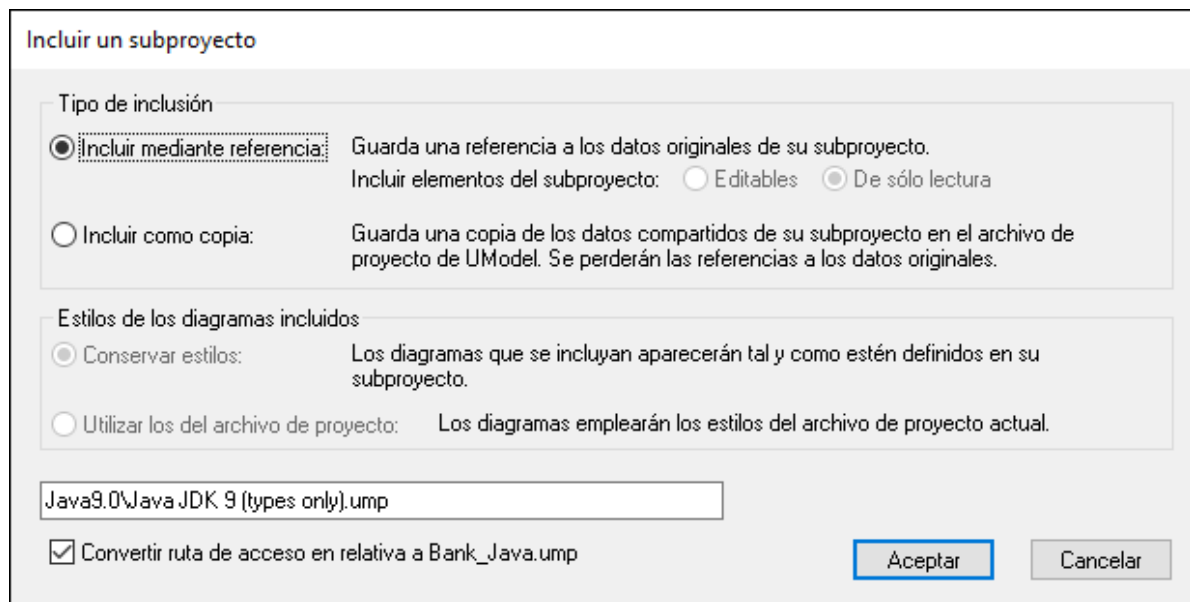 Incluir un subproyecto
Tipo de inclusión
Incluir mediante referencia: Guarda una referencia a los datos originales de su subproyecto.
Incluir elementos del subproyecto: Editables De sólo lectura
Incluir como copia: Guarda una copia de los datos compartidos de su subproyecto en el archivo de
proyecto de UModel. Se perderán las referencias a los datos originales.
Estilos de los diagramas incluidos
Conservar estilos: Los diagramas que se incluyan aparecerán tal y como estén definidos en su
subproyecto.
Utilizar los del archivo de proyecto: Los diagramas emplearán los estilos del archivo de proyecto actual.
Java9.0\Java JDK 9 (types only).ump
Convertir ruta de acceso en relativa a Bank_Java.ump
Aceptar Cancelar